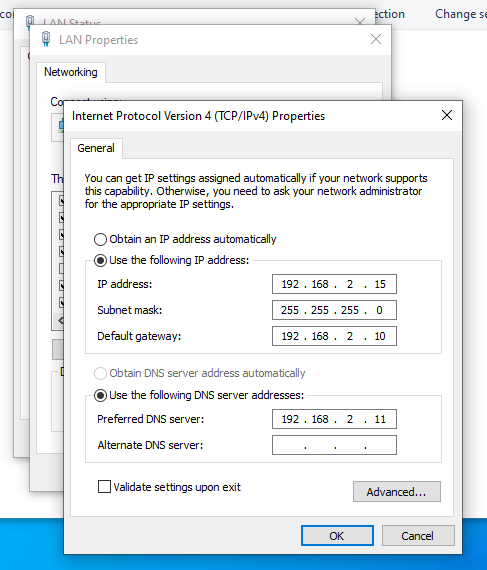 ection
Change se
LAN Status
LAN Properties
Networking
Connect using:
Internet Protocol Version 4 (TCP/IPv4) Properties
General
You can get IP settings assigned automatically if your network supports
this capability. Otherwise, you need to ask your network administrator
for the appropriate IP settings.
Obtain an IP address automatically
Use the following IP address:
IP address: 192 . 168 . 2 . 15
Subnet mask: 255 . 255 . 255 . 0
Default gateway: 192 . 168 . 2 . 10
Obtain DNS server address automatically
Use the following DNS server addresses:
Preferred DNS server: 192 . 168 . 2 . 11
Alternate DNS server: . . .
Validate settings upon exit
Advanced...
OK
Cancel